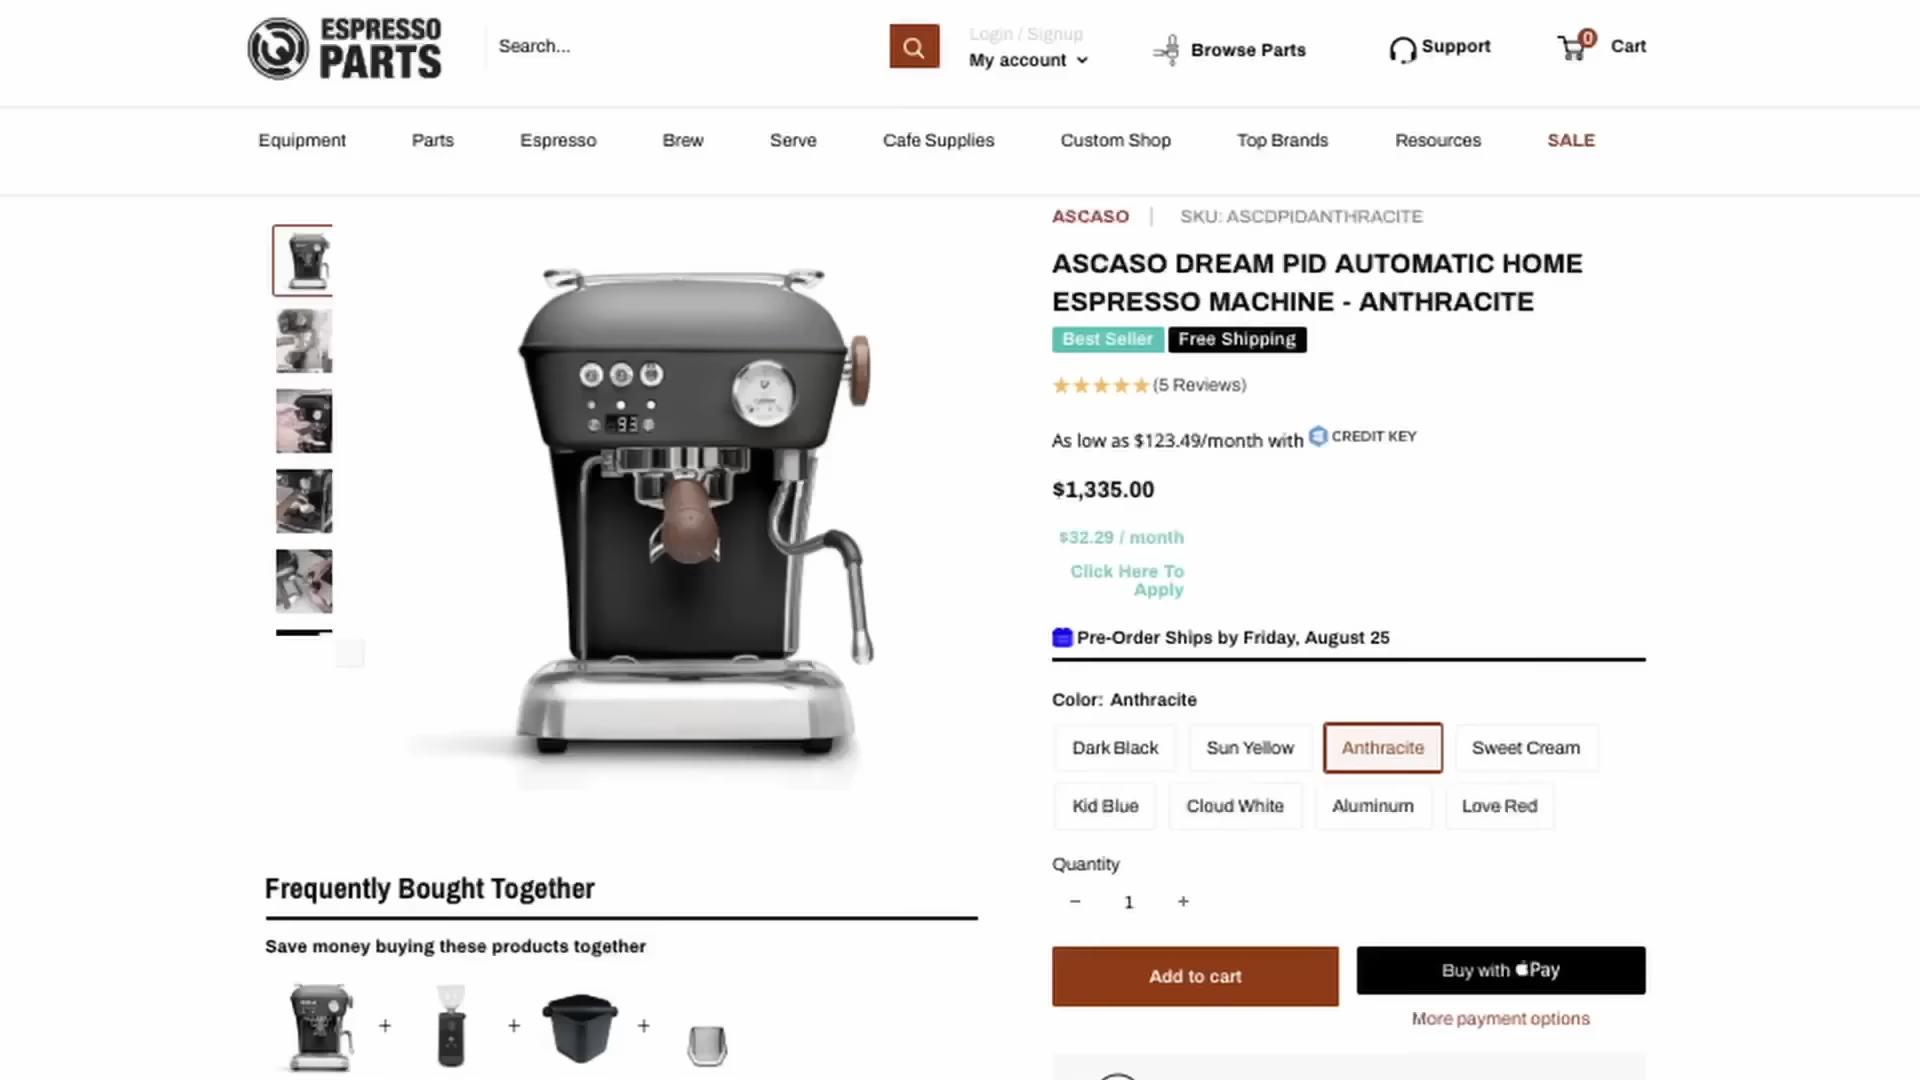 ESPRESSO
PARTS
Search...
Login / Signup
My account
Browse Parts
Support
0
Cart
Equipment
Parts
Espresso
Brew
Serve
Cafe Supplies
Custom Shop
Top Brands
Resources
SALE
ASCASO | SKU: ASCDPIDANTHRACITE
ASCASO DREAM PID AUTOMATIC HOME
ESPRESSO MACHINE - ANTHRACITE
Best Seller
Free Shipping
(5 Reviews)
As low as $123.49/month with CREDIT KEY
$1,335.00
$32.29 / month
Click Here To
Apply
Pre-Order Ships by Friday, August 25
Color: Anthracite
Dark Black
Sun Yellow
Anthracite
Sweet Cream
Kid Blue
Cloud White
Aluminum
Love Red
Quantity
− 1 +
Add to cart
Buy with Pay
More payment options
93
Frequently Bought Together
Save money buying these products together
+ + +